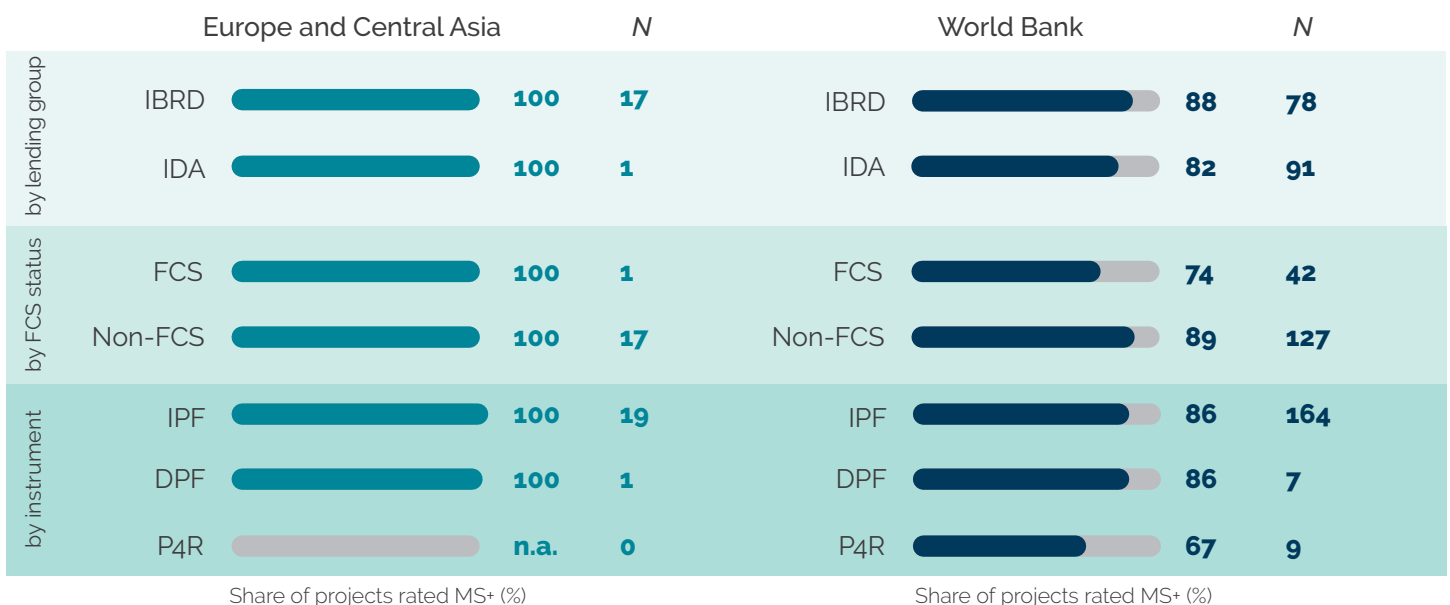 Europe and Central Asia N World Bank N
by lending group
IBRD 100 17 IBRD 88 78
IDA 100 1 IDA 82 91
by FCS status
FCS 100 1 FCS 74 42
Non-FCS 100 17 Non-FCS 89 127
by instrument
IPF 100 19 IPF 86 164
DPF 100 1 DPF 86 7
P4R n.a. 0 P4R 67 9
Share of projects rated MS+ (%) Share of projects rated MS+ (%)